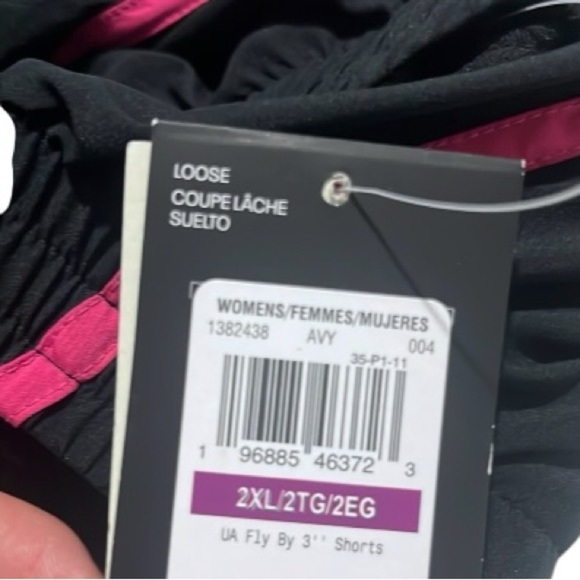 LOOSE
COUPE LÂCHE
SUELTO
WOMENS/FEMMES/MUJERES
1382438 AVY 004
35-P1-11
1 96885 46372 3
2XL/2TG/2EG
UA Fly By 3'' Shorts